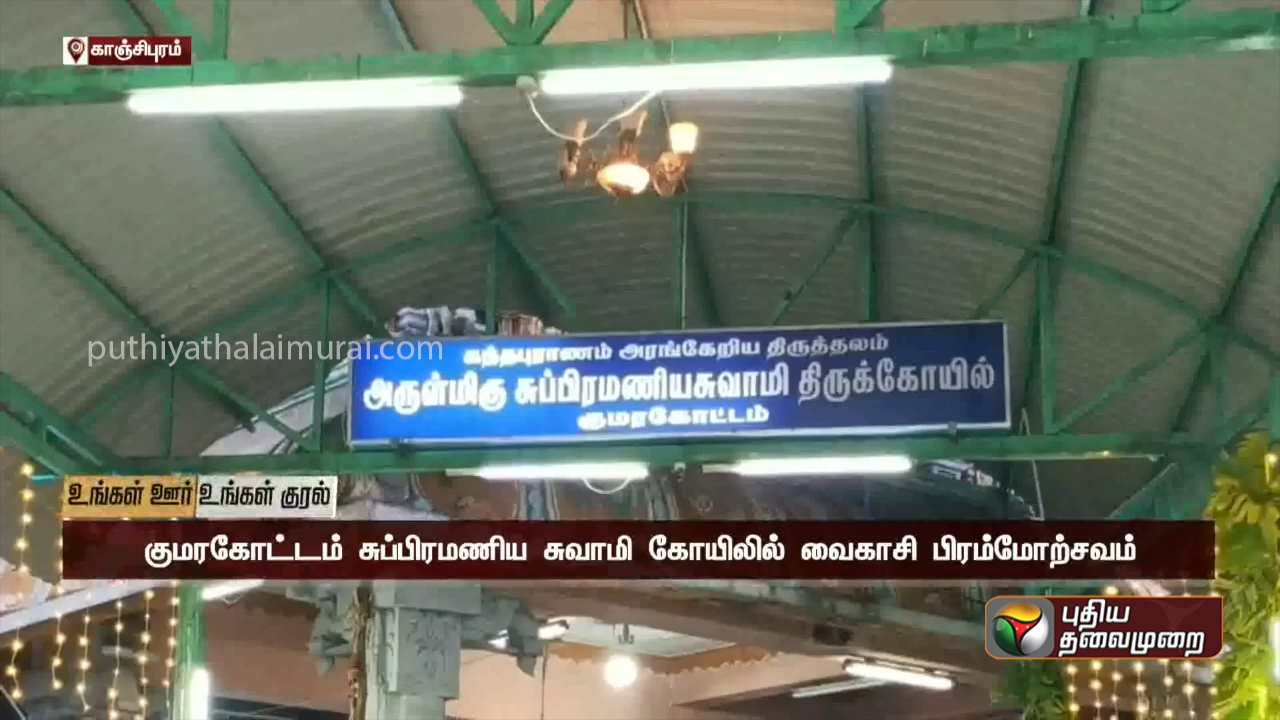 காஞ்சிபுரம்
puthiyathalaimurai.com
கந்தபுராணம் அரங்கேறிய திருத்தலம்
அருள்மிகு சுப்பிரமணியசுவாமி திருக்கோயில்
குமரகோட்டம்
உங்கள் ஊர் உங்கள் குரல்
குமரகோட்டம் சுப்பிரமணிய சுவாமி கோயிலில் வைகாசி பிரம்மோற்சவம்
புதிய
தலைமுறை